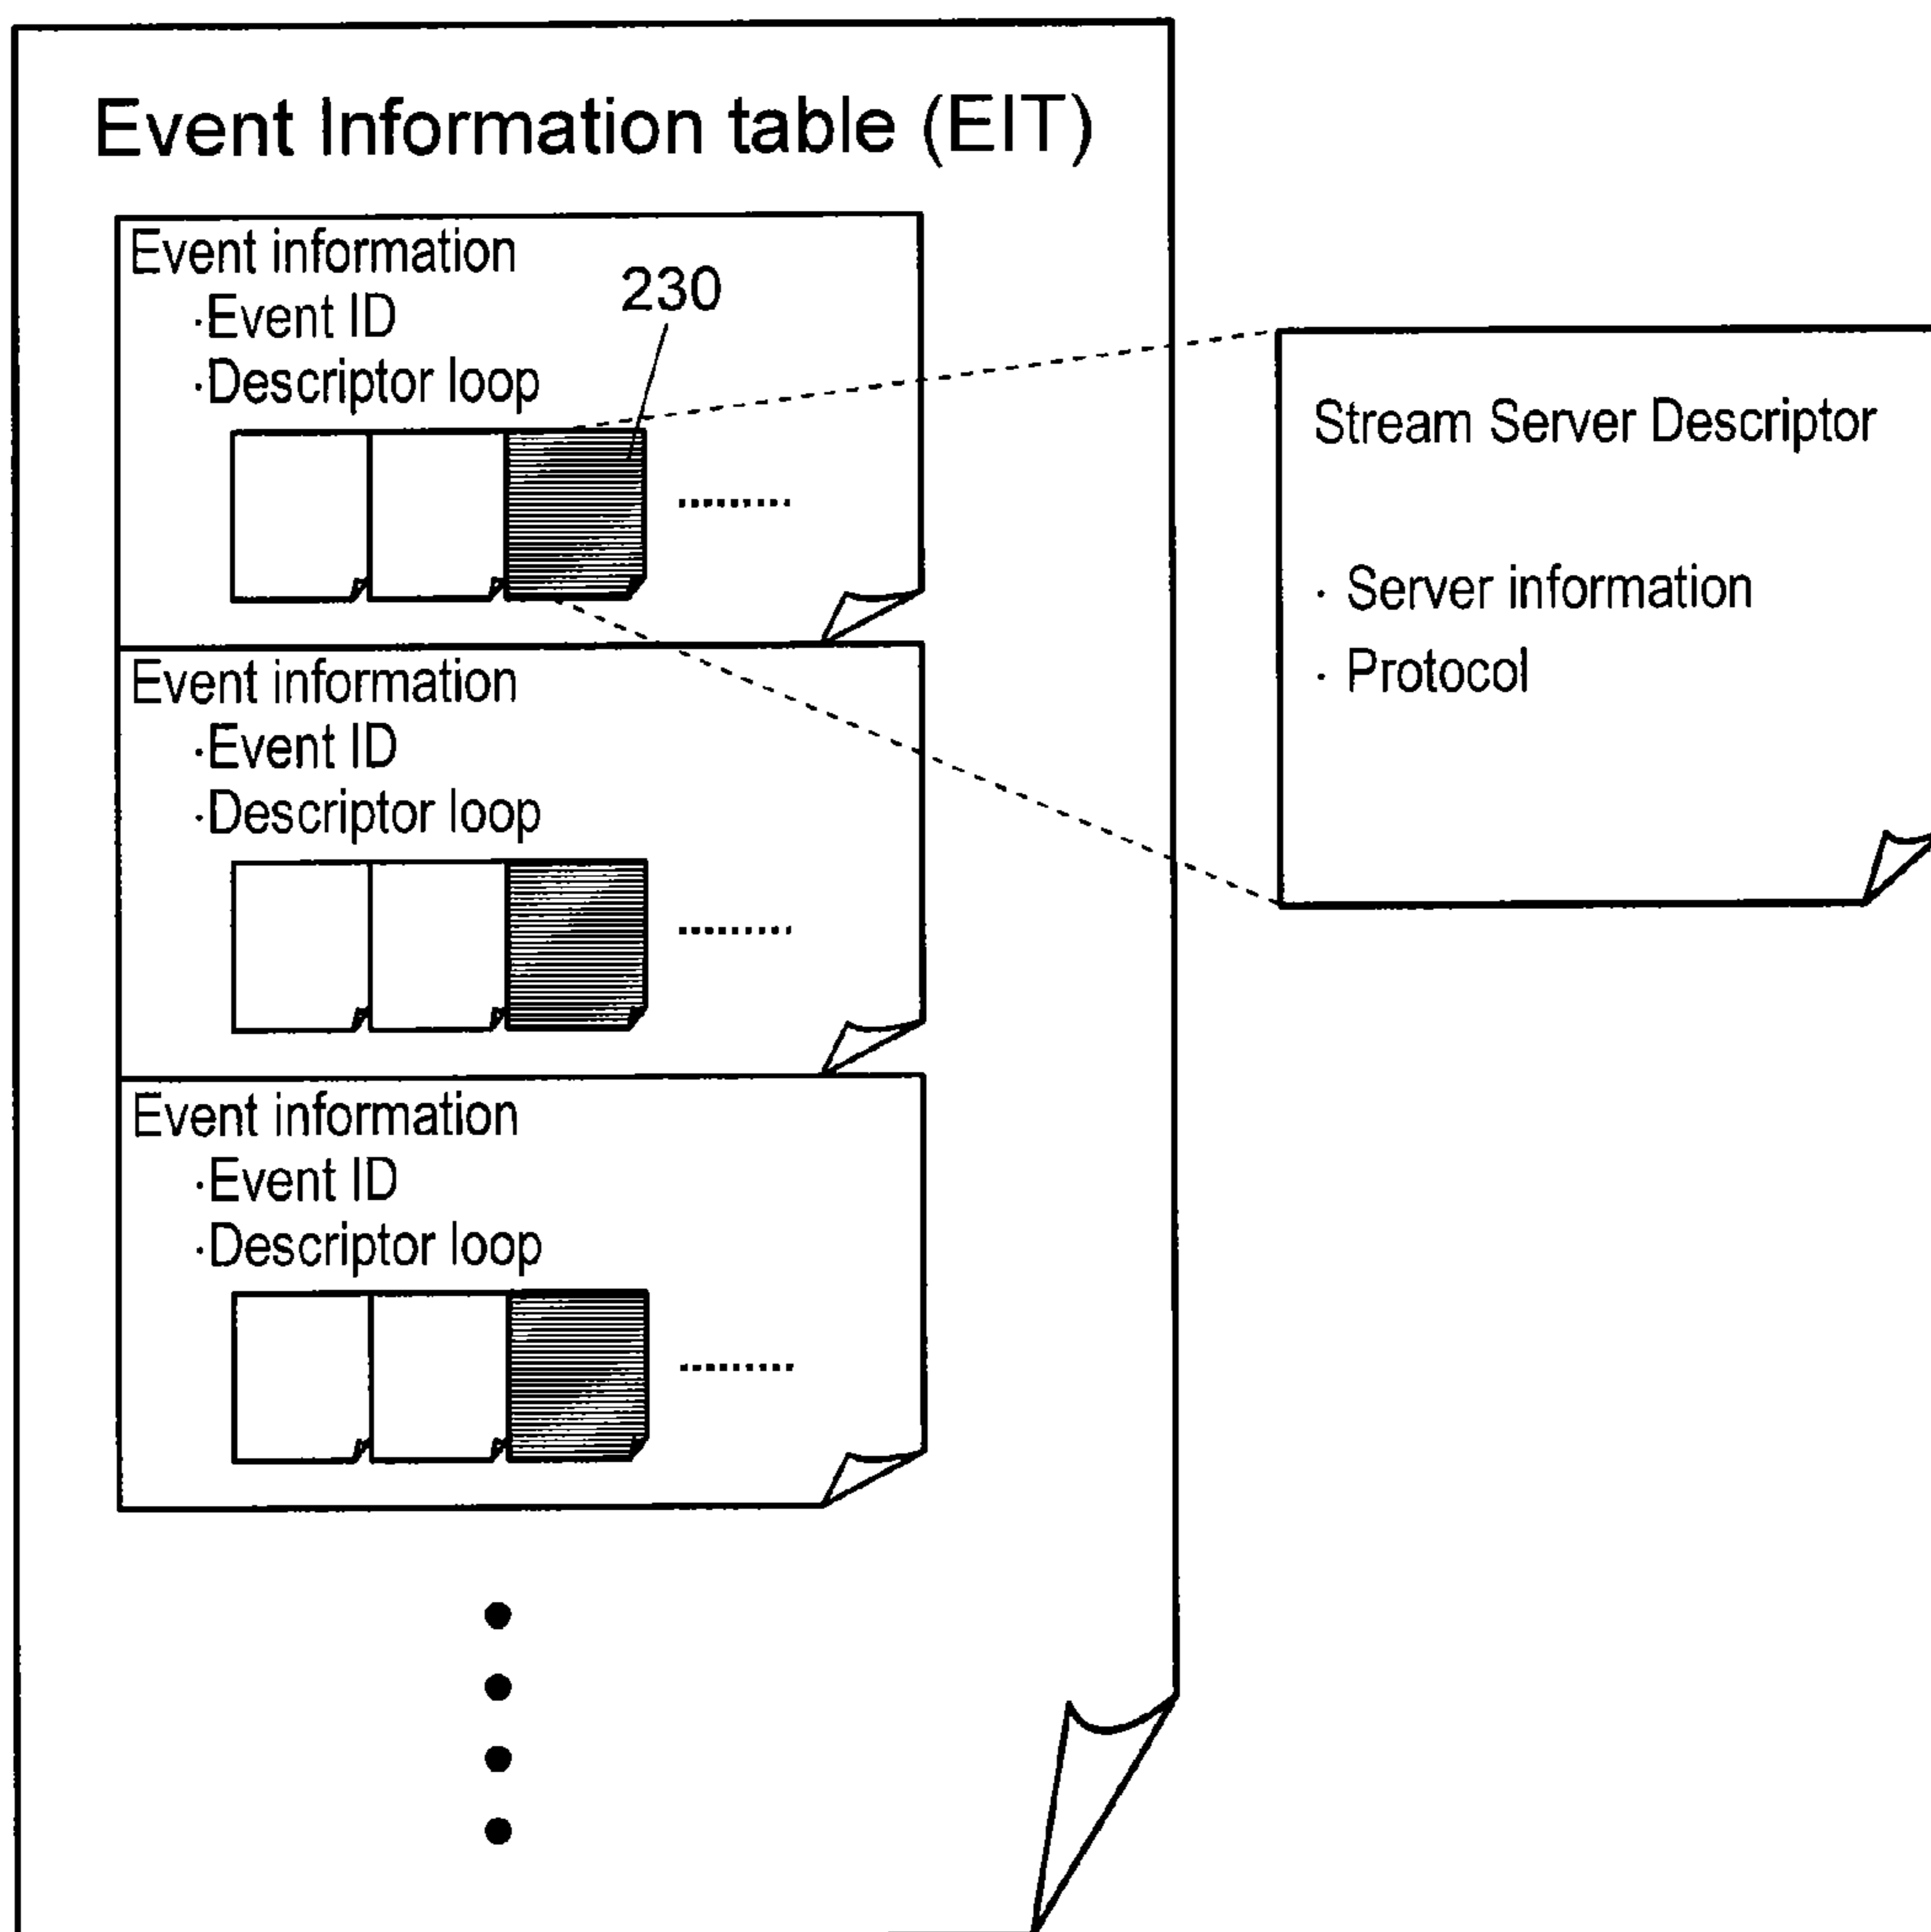 Event Information table (EIT)
Event information
·Event ID
·Descriptor loop
230
Event information
·Event ID
·Descriptor loop
Event information
·Event ID
·Descriptor loop
Stream Server Descriptor
· Server information
· Protocol